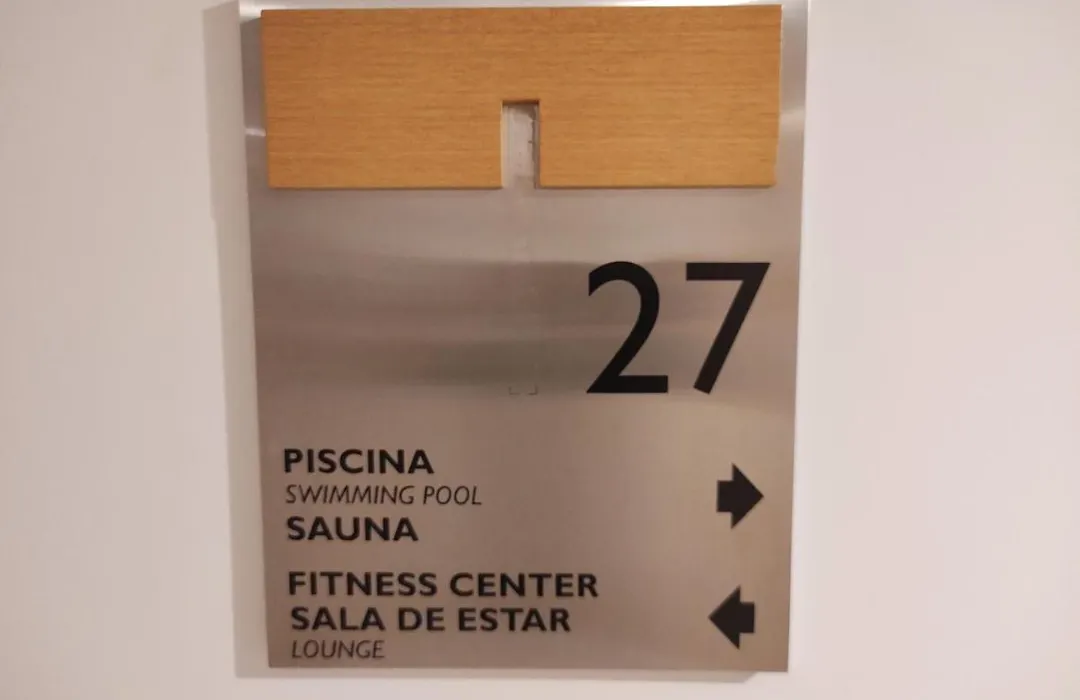 27
PISCINA
SWIMMING POOL
SAUNA
FITNESS CENTER
SALA DE ESTAR
LOUNGE